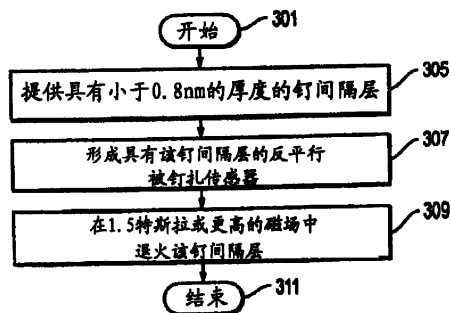 开始
301
提供具有小于0.8nm的厚度的钉间隔层
305
形成具有该钉间隔层的反平行
被钉扎传感器
307
在1.5特斯拉或更高的磁场中
退火该钉间隔层
309
结束
311